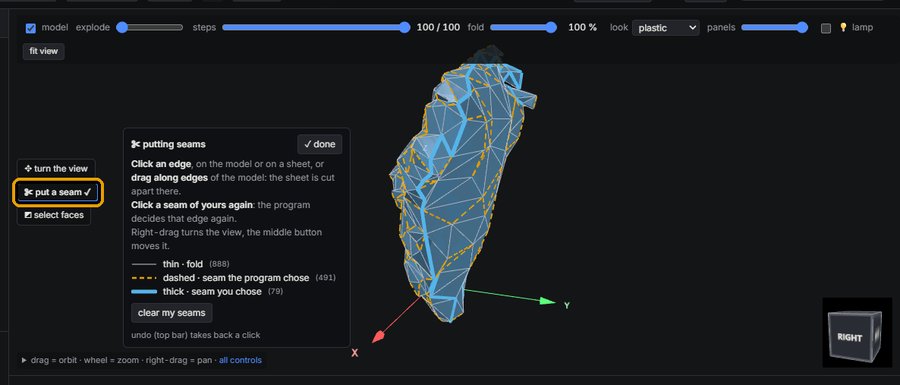 model explode steps 100 / 100 fold 100 % look plastic panels 💡 lamp
fit view
✂ putting seams ✓ done
Click an edge, on the model or on a sheet, or
drag along edges of the model: the sheet is cut
apart there.
Click a seam of yours again: the program
decides that edge again.
Right-drag turns the view, the middle button
moves it.
thin · fold (888)
dashed · seam the program chose (491)
thick · seam you chose (79)
clear my seams
undo (top bar) takes back a click
✥ turn the view
✂ put a seam ✓
◩ select faces
X
Y
RIGHT
▶ drag = orbit · wheel = zoom · right-drag = pan · all controls